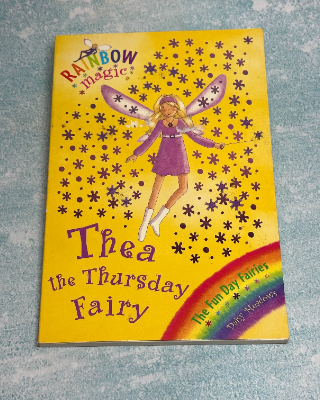 RAINBOW
magic
Thea
the Thursday
Fairy
The Fun Day Fairies
Daisy Meadows